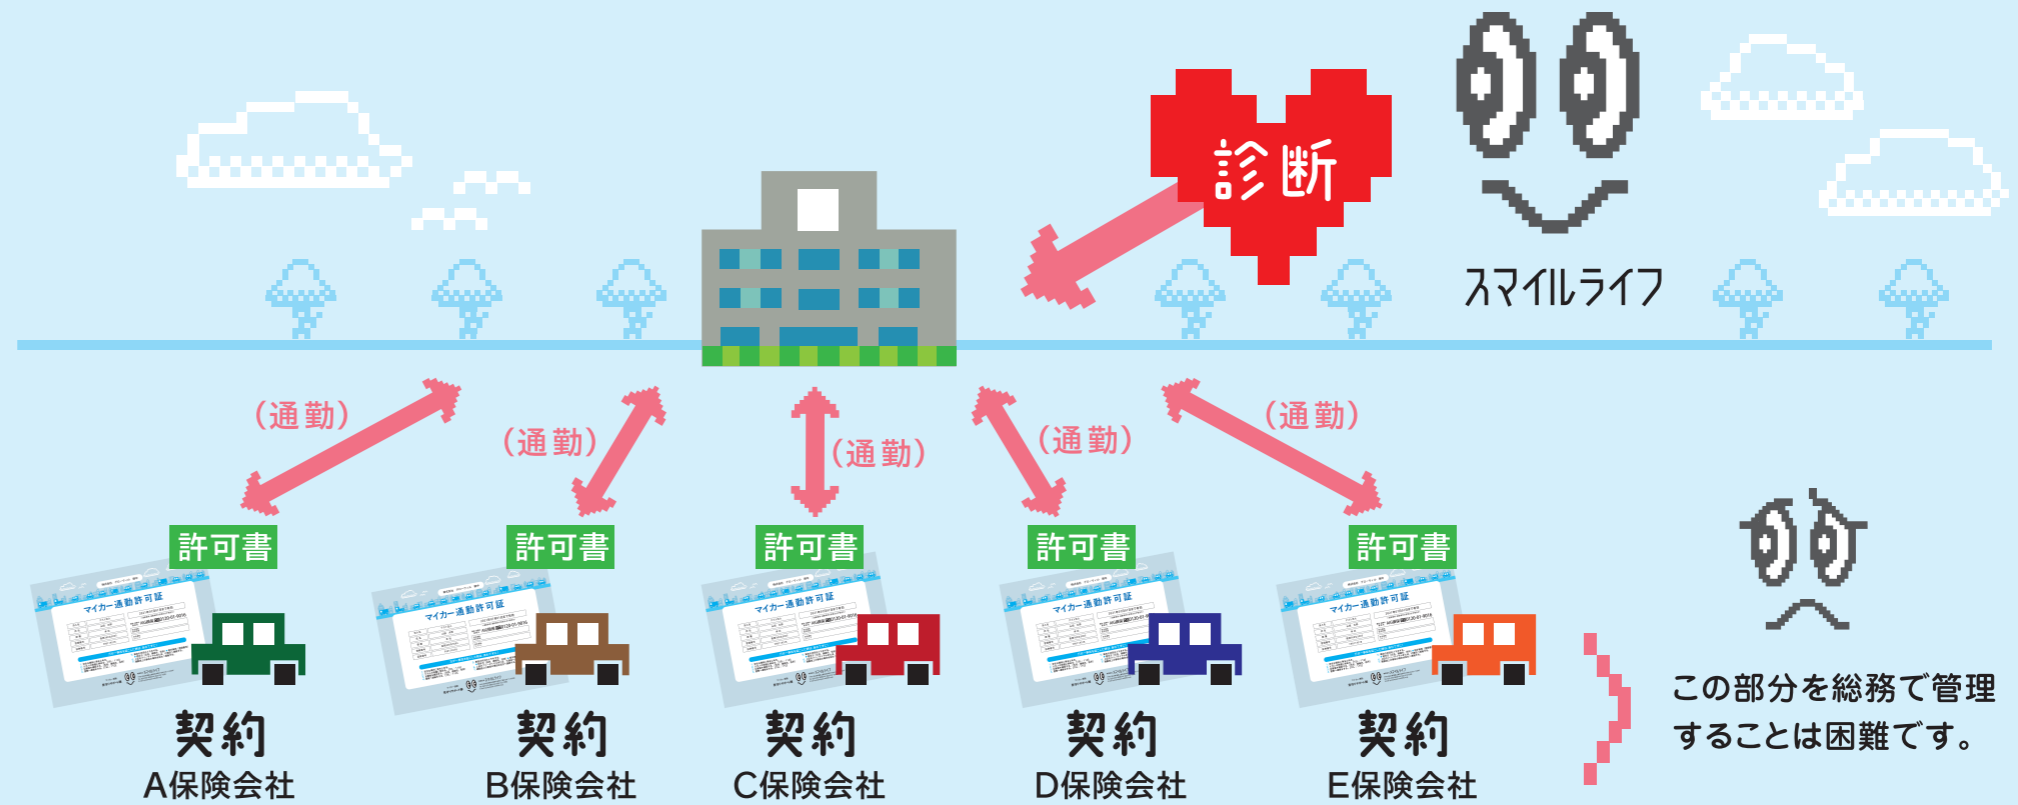 診断
スマイルライフ
（通勤）
（通勤）
（通勤）
（通勤）
（通勤）
許可書
許可書
許可書
許可書
許可書
マイカー通勤許可証
マイカー通勤許可証
マイカー通勤許可証
マイカー通勤許可証
マイカー通勤許可証
契約
契約
契約
契約
契約
A保険会社
B保険会社
C保険会社
D保険会社
E保険会社
この部分を総務で管理
することは困難です。